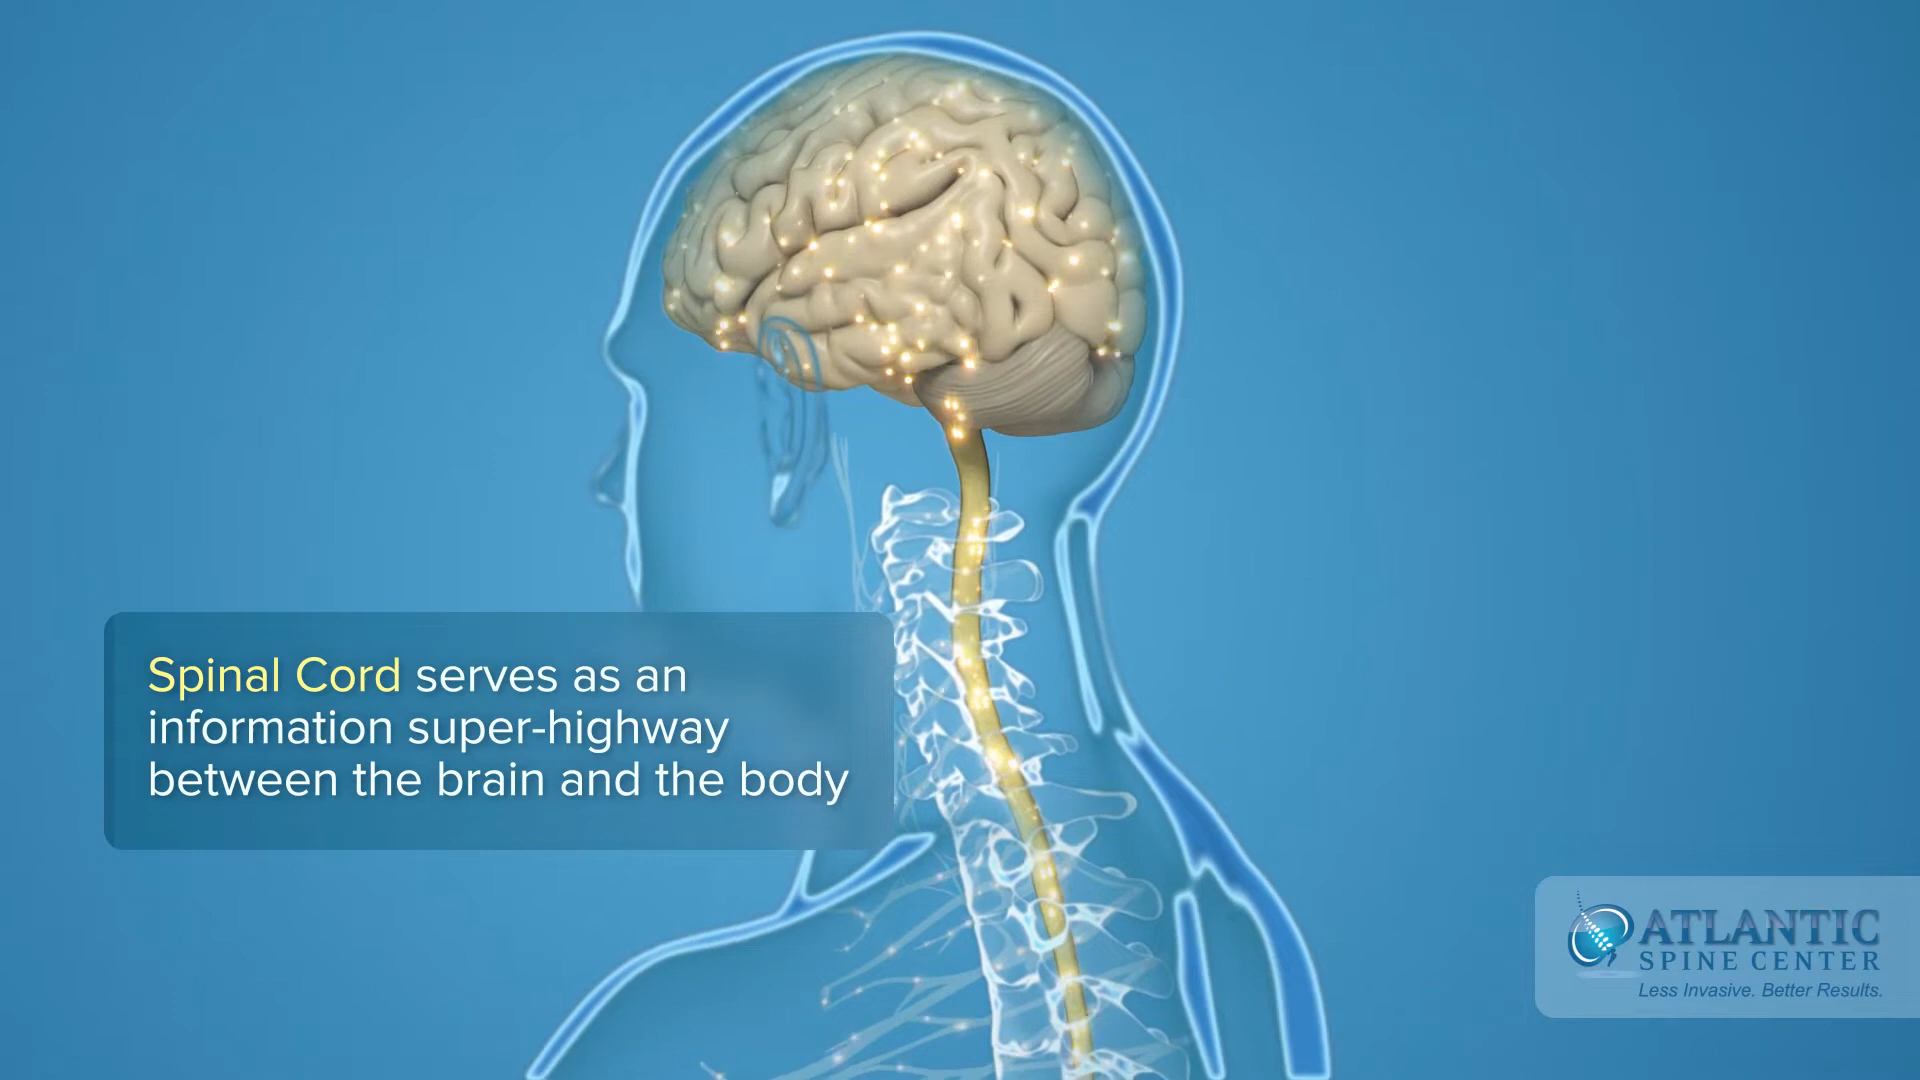 Spinal Cord serves as an
information super-highway
between the brain and the body
ATLANTIC
SPINE CENTER
Less Invasive. Better Results.